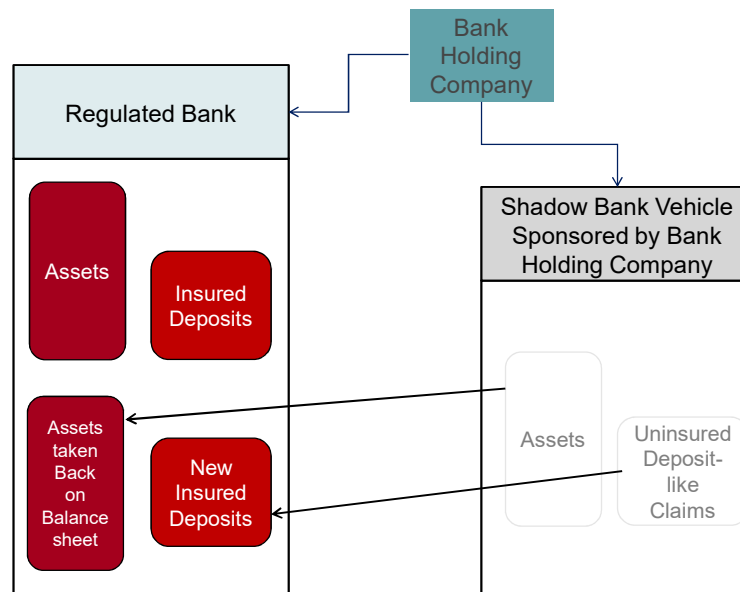 Bank
Holding
Company
Regulated Bank
Shadow Bank Vehicle
Sponsored by Bank
Holding Company
Assets
Insured
Deposits
Assets
taken
Back
on
Balance
sheet
New
Insured
Deposits
Assets
Uninsured
Deposit-
like
Claims